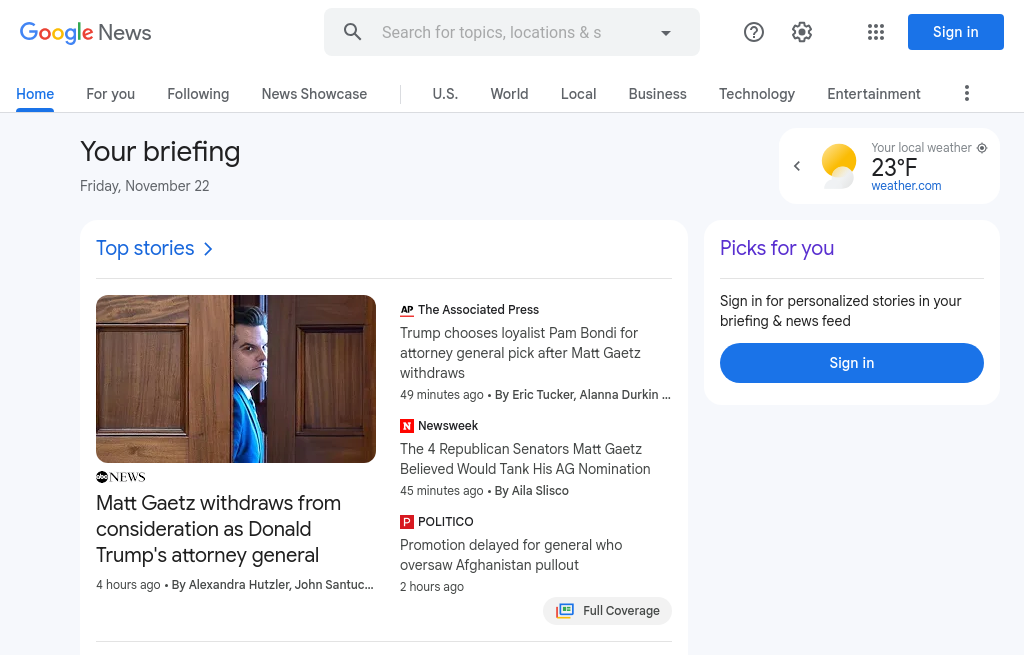 Google News
Search for topics, locations & s
Sign in
Home
For you
Following
News Showcase
U.S.
World
Local
Business
Technology
Entertainment
Your briefing
Friday, November 22
Your local weather
23°F
weather.com
Top stories
abc NEWS
Matt Gaetz withdraws from
consideration as Donald
Trump's attorney general
4 hours ago • By Alexandra Hutzler, John Santuc…
AP The Associated Press
Trump chooses loyalist Pam Bondi for
attorney general pick after Matt Gaetz
withdraws
49 minutes ago • By Eric Tucker, Alanna Durkin …
N Newsweek
The 4 Republican Senators Matt Gaetz
Believed Would Tank His AG Nomination
45 minutes ago • By Aila Slisco
P POLITICO
Promotion delayed for general who
oversaw Afghanistan pullout
2 hours ago
Full Coverage
Picks for you
Sign in for personalized stories in your
briefing & news feed
Sign in